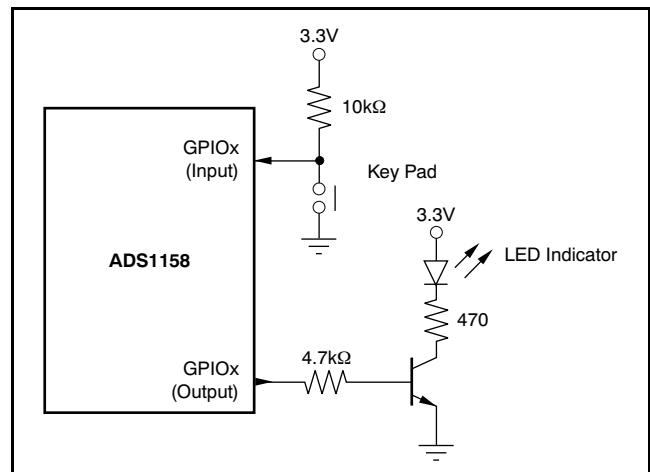 3.3V
10kΩ
GPIOx
(Input)
Key Pad
3.3V
LED Indicator
ADS1158
470
4.7kΩ
GPIOx
(Output)